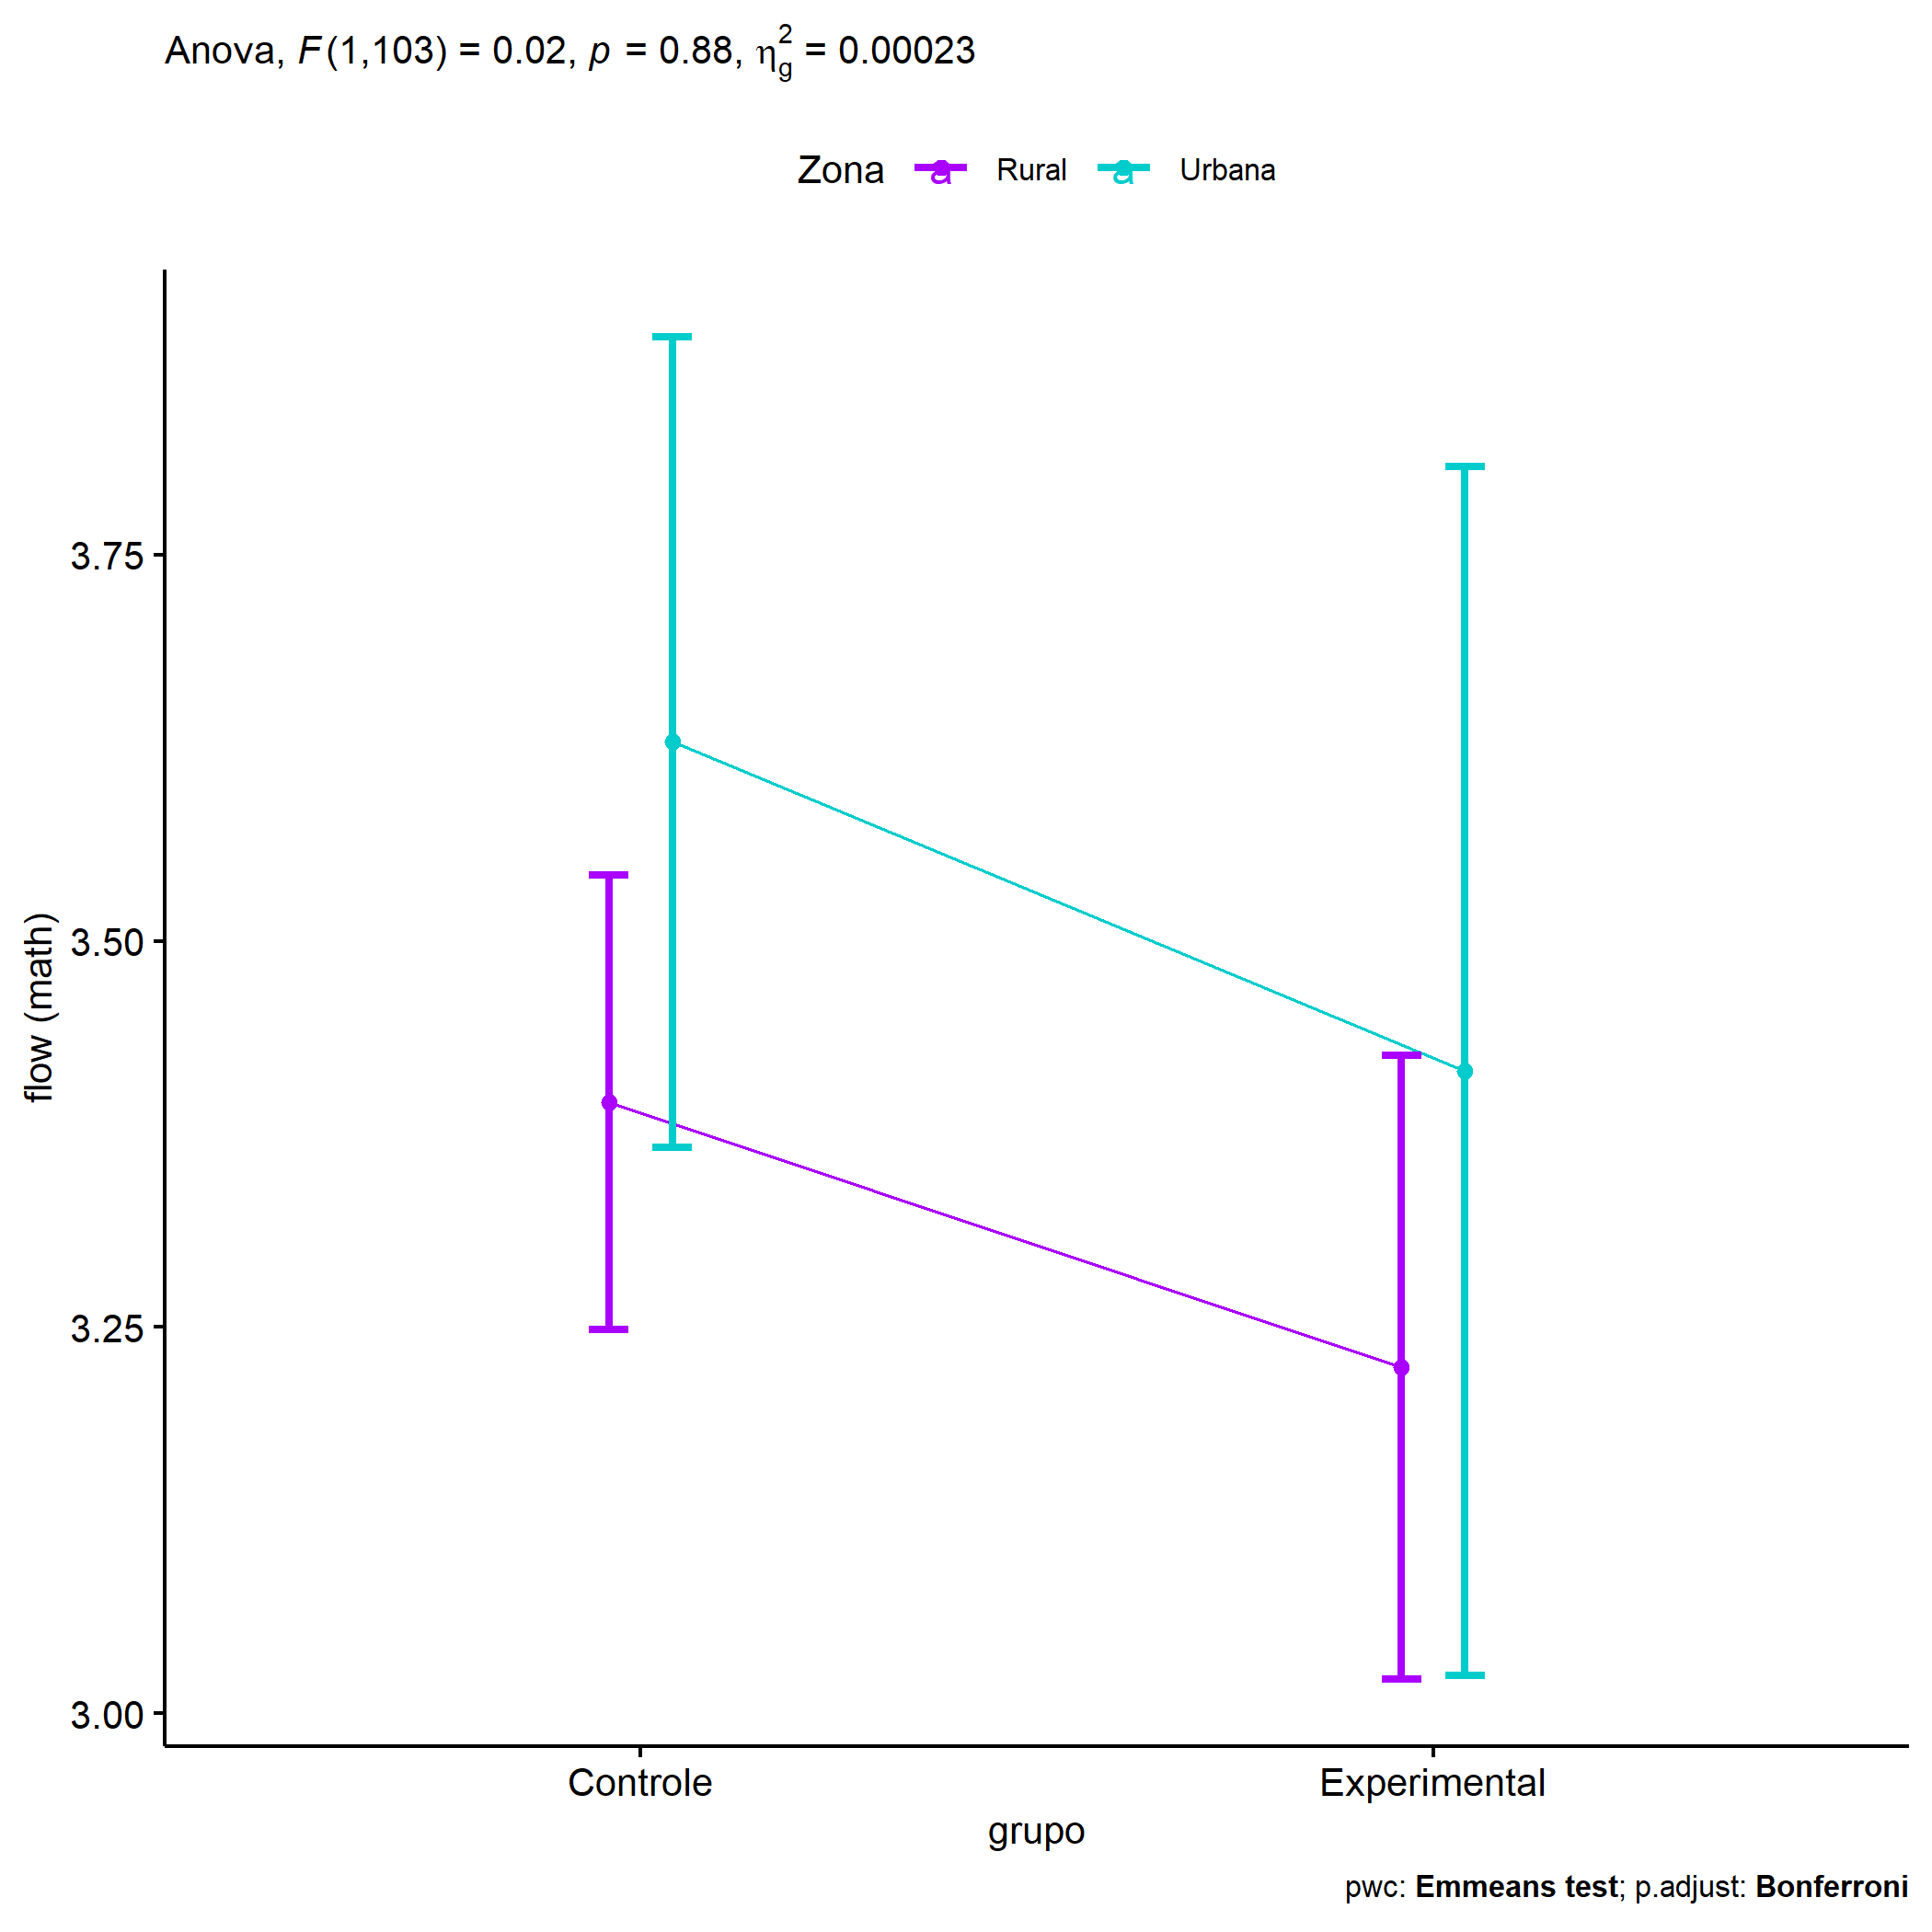 Anova, F(1,103) = 0.02, p = 0.88, η²g = 0.00023
Zona a Rural a Urbana
3.75
3.50
3.25
3.00
flow (math)
Controle Experimental
grupo
pwc: Emmeans test; p.adjust: Bonferroni